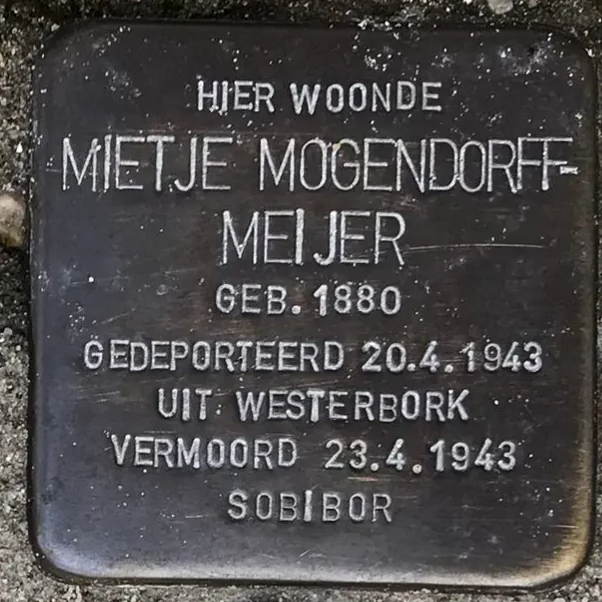 HIER WOONDE
MIETJE MOGENDORFF-
MEIJER
GEB. 1880
GEDEPORTEERD 20.4.1943
UIT WESTERBORK
VERMOORD 23.4.1943
SOBIBOR